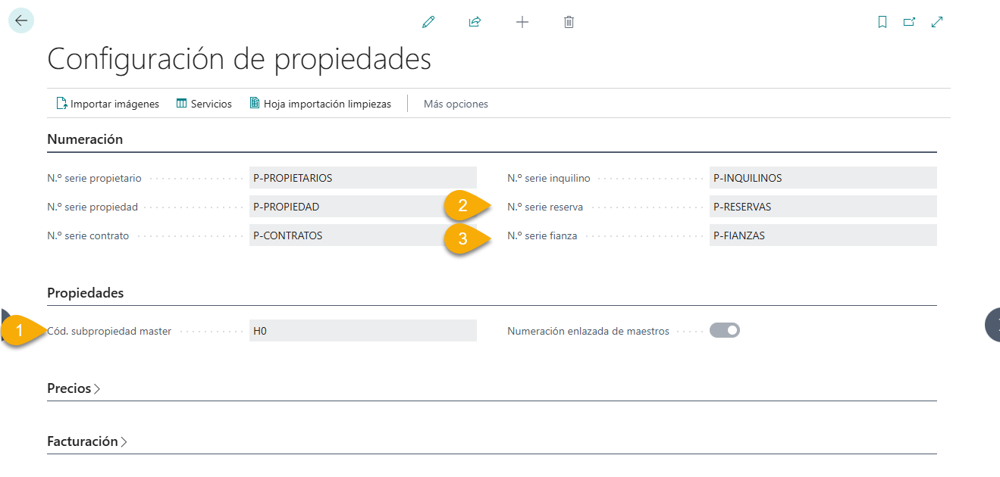 Configuración de propiedades
Importar imágenes Servicios Hoja importación limpiezas Más opciones
Numeración
N.º serie propietario P-PROPIETARIOS N.º serie inquilino P-INQUILINOS
N.º serie propiedad P-PROPIEDAD 2 N.º serie reserva P-RESERVAS
N.º serie contrato P-CONTRATOS 3 N.º serie fianza P-FIANZAS
Propiedades
1 Cód. subpropiedad master H0 Numeración enlazada de maestros
Precios
Facturación